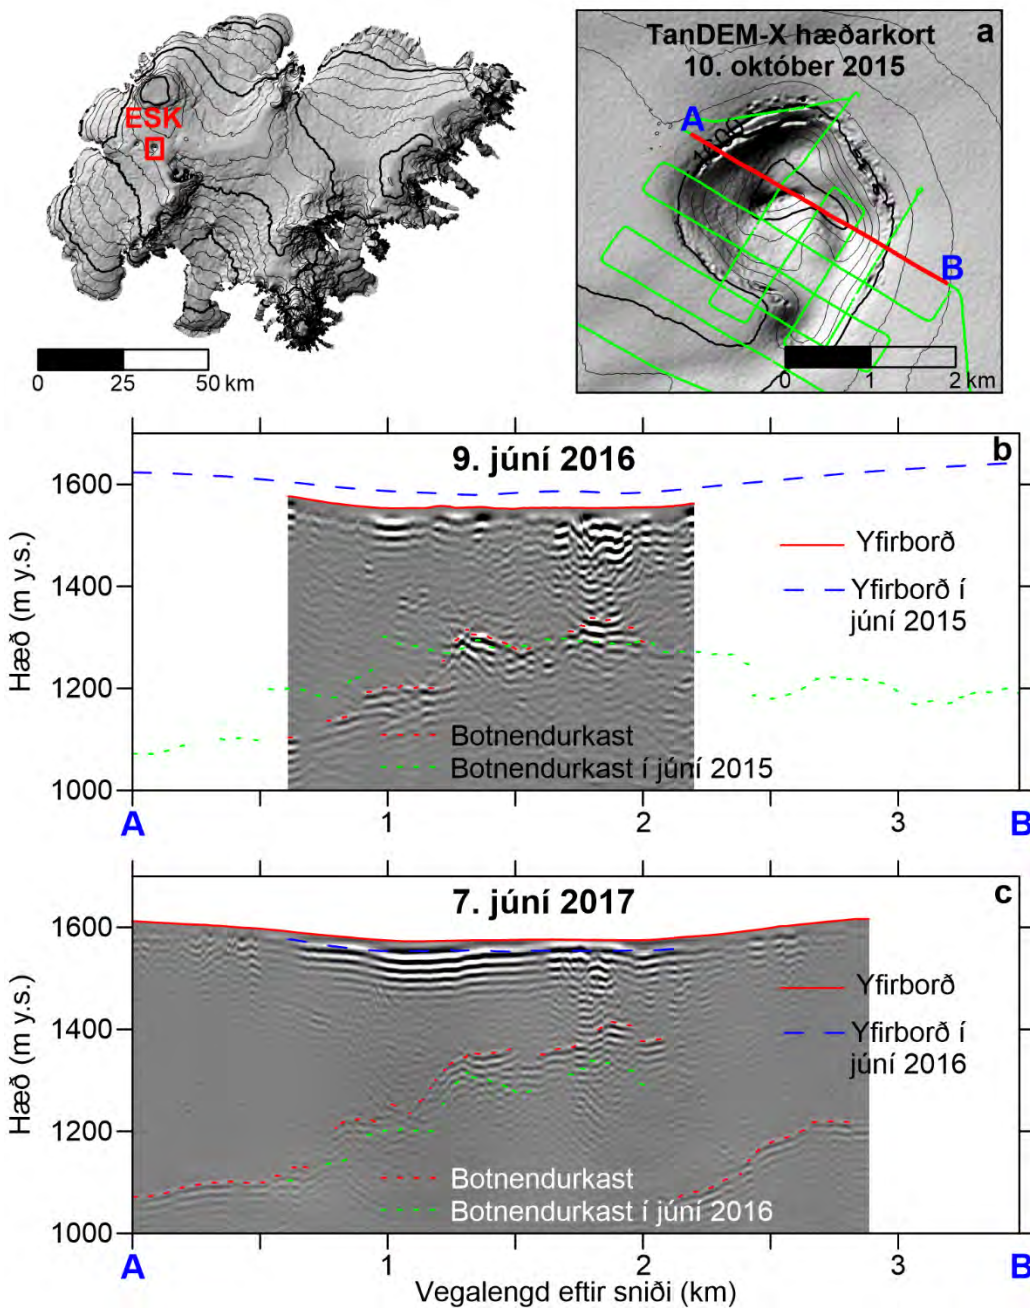 ESK
0 25 50 km
TanDEM-X hæðarkort
10. október 2015
a
A
1400
B
0 1 2 km
b
9. júní 2016
Hæð (m y.s.)
1600
1400
1200
1000
Yfirborð
Yfirborð í
júní 2015
Botnendurkast
Botnendurkast í júní 2015
A 1 2 3 B
c
7. júní 2017
Hæð (m y.s.)
1600
1400
1200
1000
Yfirborð
Yfirborð í
júní 2016
Botnendurkast
Botnendurkast í júní 2016
A 1 2 3 B
Vegalengd eftir sniði (km)